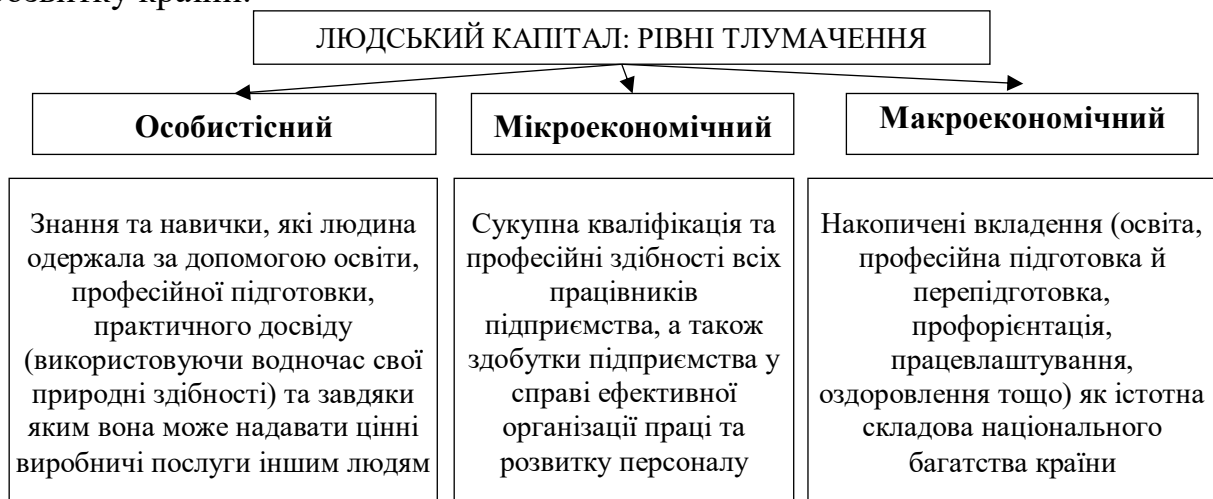 розвитку країни.
ЛЮДСЬКИЙ КАПІТАЛ: РІВНІ ТЛУМАЧЕННЯ
Особистісний
Мікроекономічний
Макроекономічний
Знання та навички, які людина
одержала за допомогою освіти,
професійної підготовки,
практичного досвіду
(використовуючи водночас свої
природні здібності) та завдяки
яким вона може надавати цінні
виробничі послуги іншим людям
Сукупна кваліфікація та
професійні здібності всіх
працівників
підприємства, а також
здобутки підприємства у
справі ефективної
організації праці та
розвитку персоналу
Накопичені вкладення (освіта,
професійна підготовка й
перепідготовка,
профорієнтація,
працевлаштування,
оздоровлення тощо) як істотна
складова національного
багатства країни